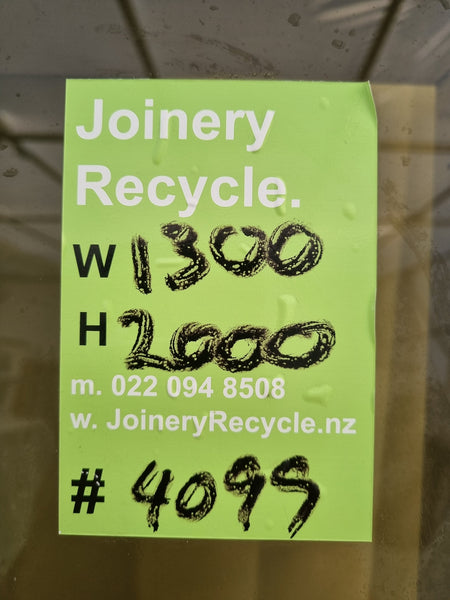 Joinery
Recycle.
W 1300
H 2000
m. 022 094 8508
w. JoineryRecycle.nz
# 4099